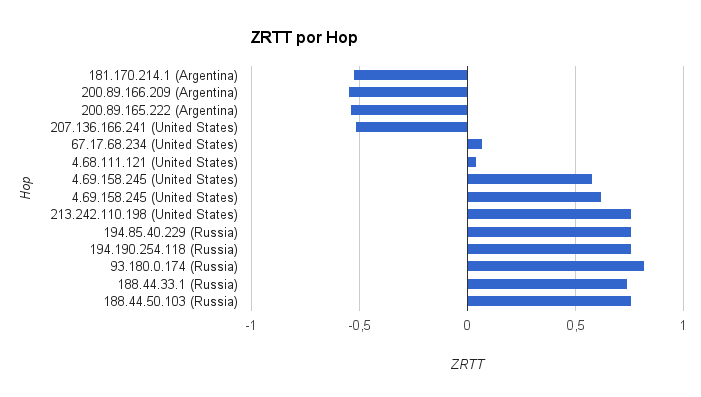 ZRTT por Hop
181.170.214.1 (Argentina)
200.89.166.209 (Argentina)
200.89.165.222 (Argentina)
207.136.166.241 (United States)
67.17.68.234 (United States)
4.68.111.121 (United States)
4.69.158.245 (United States)
4.69.158.245 (United States)
213.242.110.198 (United States)
194.85.40.229 (Russia)
194.190.254.118 (Russia)
93.180.0.174 (Russia)
188.44.33.1 (Russia)
188.44.50.103 (Russia)
Hop
-1 -0,5 0 0,5 1
ZRTT